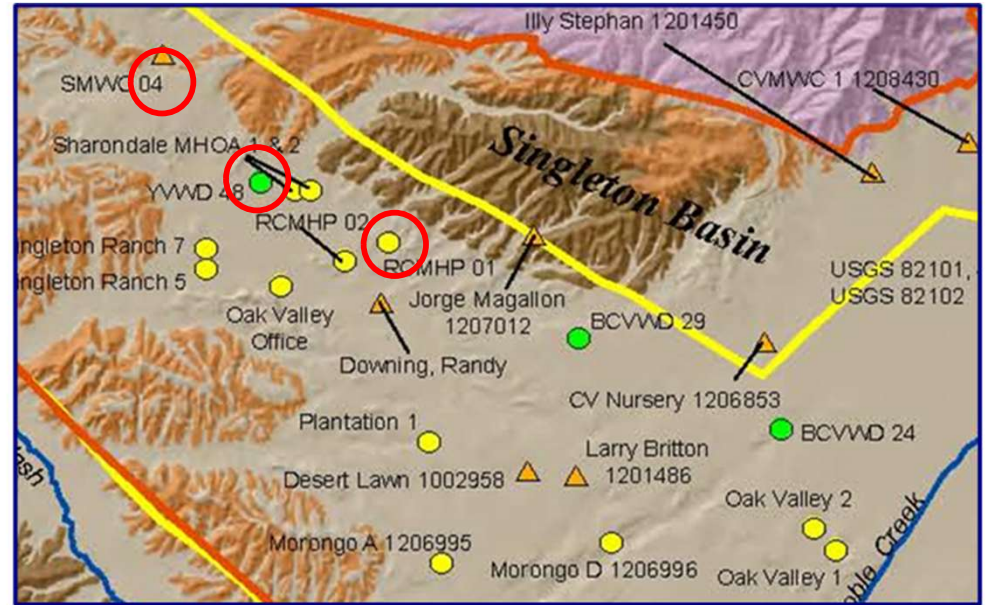 Illy Stephan 1201450
CVMWC 1 1208430
SMWC 04
Sharondale MHOA 1 & 2
YVWD 48
RCMHP 02
ingleton Ranch 7
ingleton Ranch 5
RCMHP 01
Oak Valley
Office
Singleton Basin
Jorge Magallon
1207012
USGS 82101,
USGS 82102
BCVWD 29
Downing, Randy
CV Nursery 1206853
Plantation 1
BCVWD 24
Larry Britton
1201486
Desert Lawn 1002958
Oak Valley 2
Morongo A 1206995
Morongo D 1206996
Oak Valley 1
ash
oble Creek